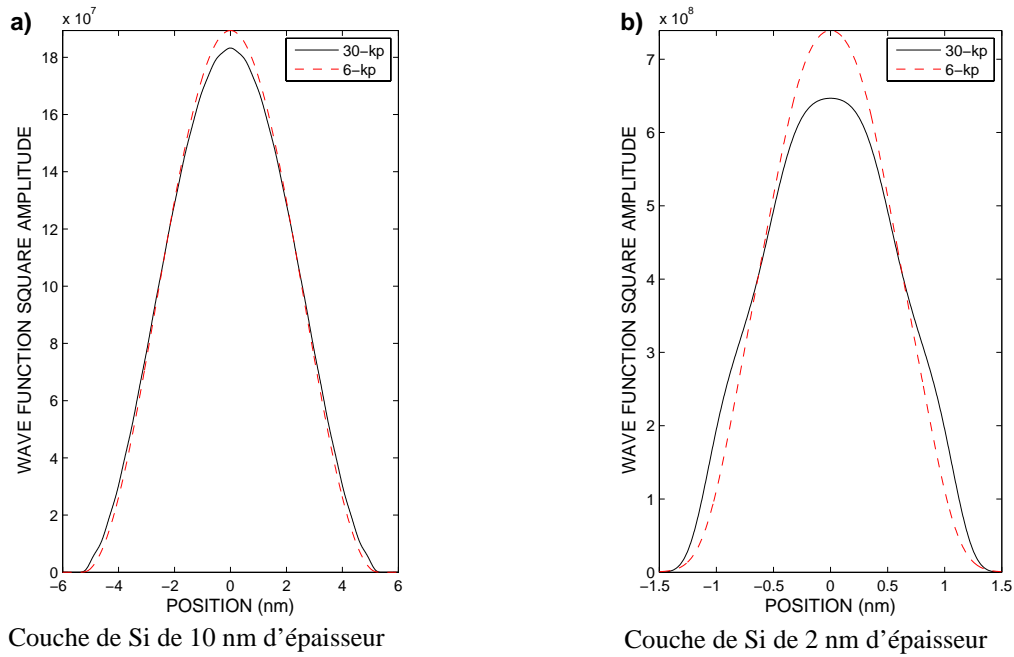 a)
x 10^7
WAVE FUNCTION SQUARE AMPLITUDE
18
16
14
12
10
8
6
4
2
0
−6 −4 −2 0 2 4 6
POSITION (nm)
30−kp
6−kp
Couche de Si de 10 nm d'épaisseur
b)
x 10^8
WAVE FUNCTION SQUARE AMPLITUDE
7
6
5
4
3
2
1
0
−1.5 −1 −0.5 0 0.5 1 1.5
POSITION (nm)
30−kp
6−kp
Couche de Si de 2 nm d'épaisseur